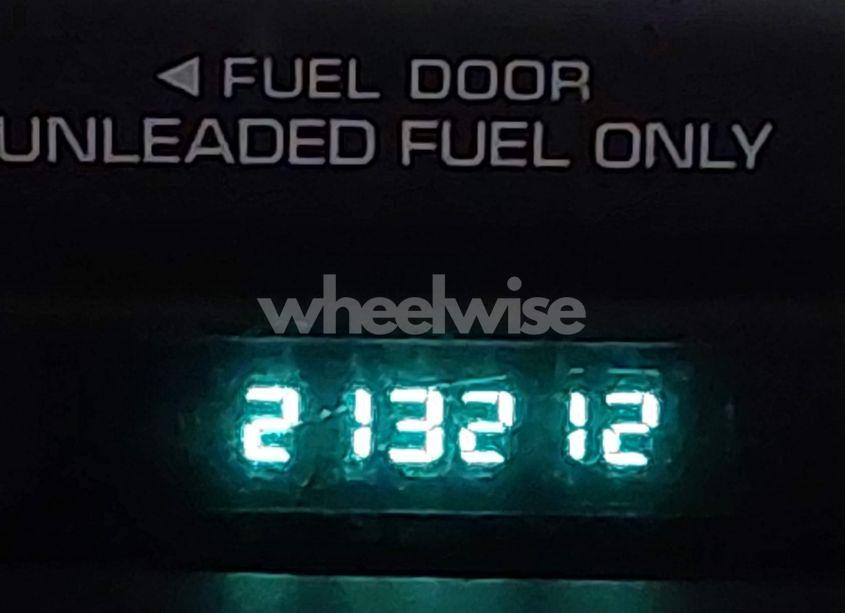 ◀ FUEL DOOR
UNLEADED FUEL ONLY
wheelwise
213212